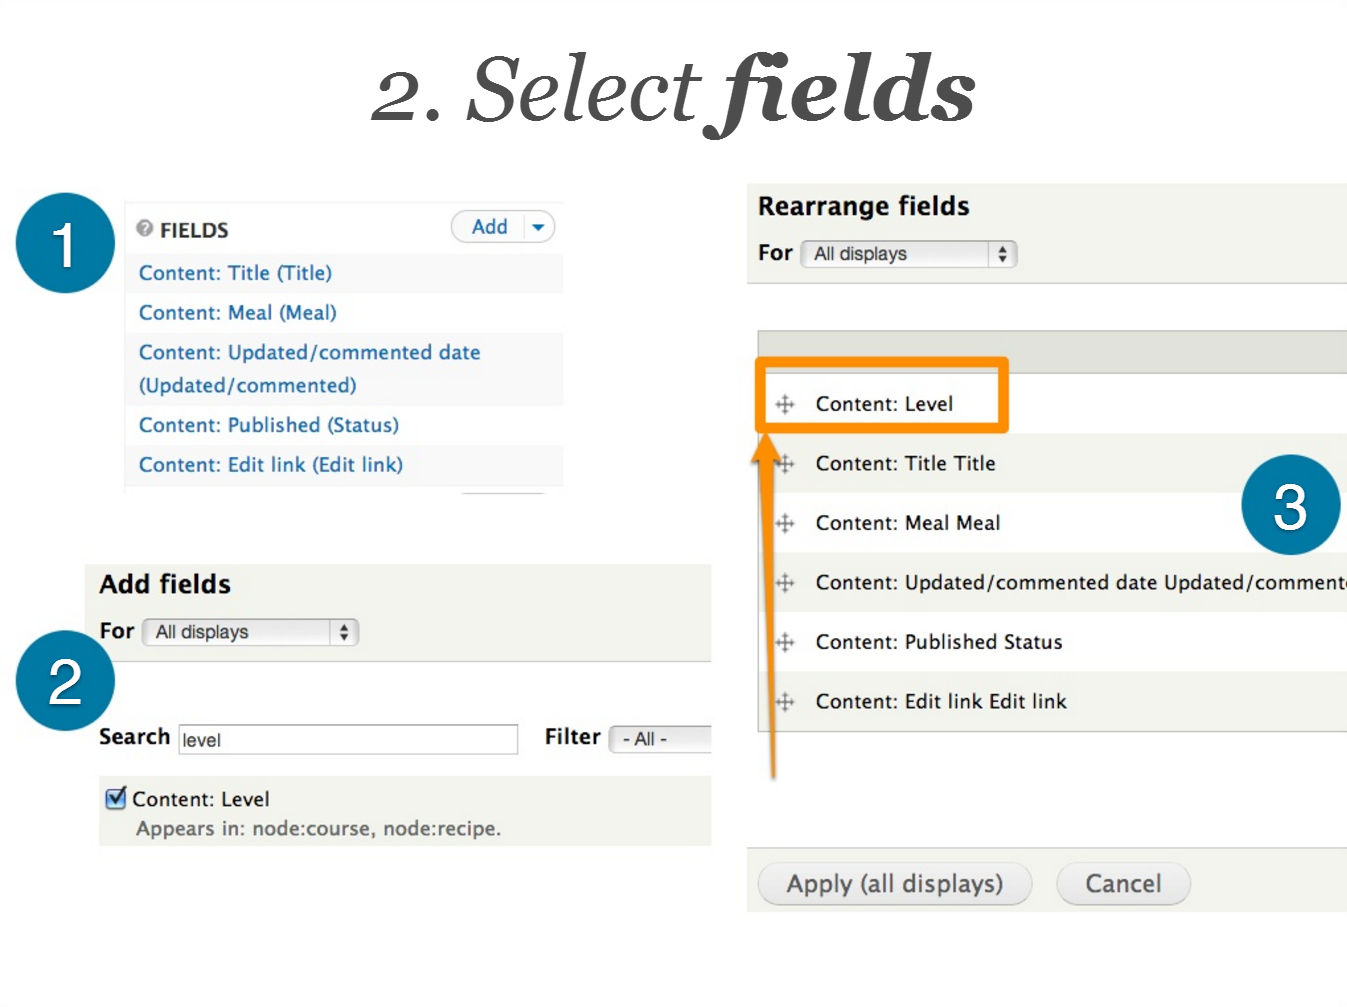 2. Select fields
1
FIELDS
Add
Content: Title (Title)
Content: Meal (Meal)
Content: Updated/commented date
(Updated/commented)
Content: Published (Status)
Content: Edit link (Edit link)
2
Add fields
For All displays
Search level Filter - All -
Content: Level
Appears in: node:course, node:recipe.
3
Rearrange fields
For All displays
Content: Level
Content: Title Title
Content: Meal Meal
Content: Updated/commented date Updated/comment
Content: Published Status
Content: Edit link Edit link
Apply (all displays) Cancel